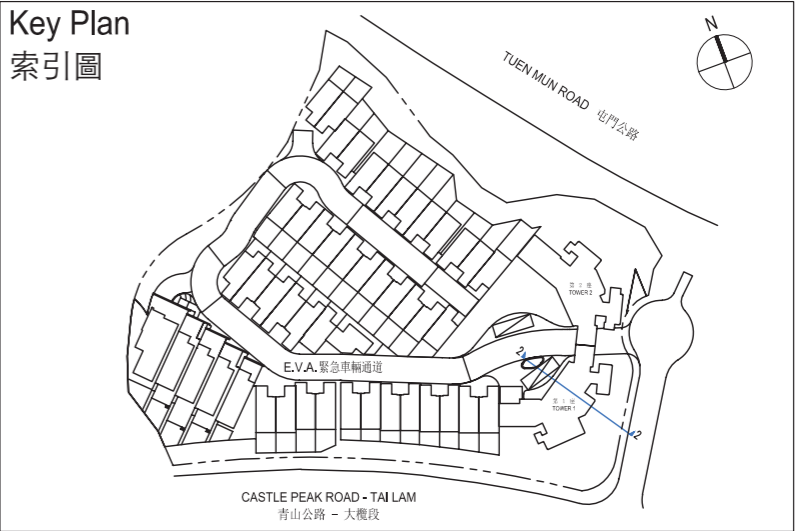 Key Plan
索引圖
N
TUEN MUN ROAD 屯門公路
第 2 座
TOWER 2
2
E.V.A. 緊急車輛通道
第 1 座
TOWER 1
2
CASTLE PEAK ROAD - TAI LAM
青山公路 - 大欖段